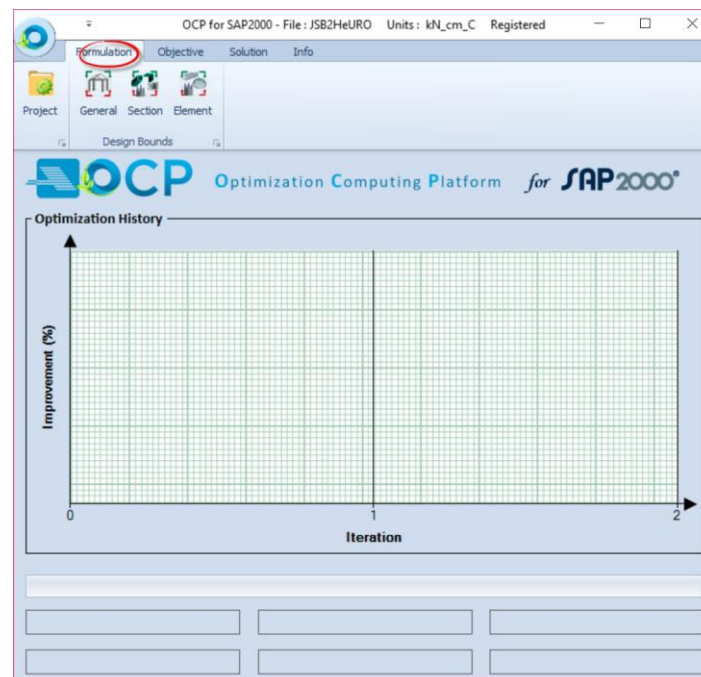 OCP for SAP2000 - File : JSB2HeURO Units : kN_cm_C Registered
Formulation Objective Solution Info
Project General Section Element
Design Bounds
OCP Optimization Computing Platform for SAP2000®
Optimization History
Improvement (%)
0 1 2
Iteration